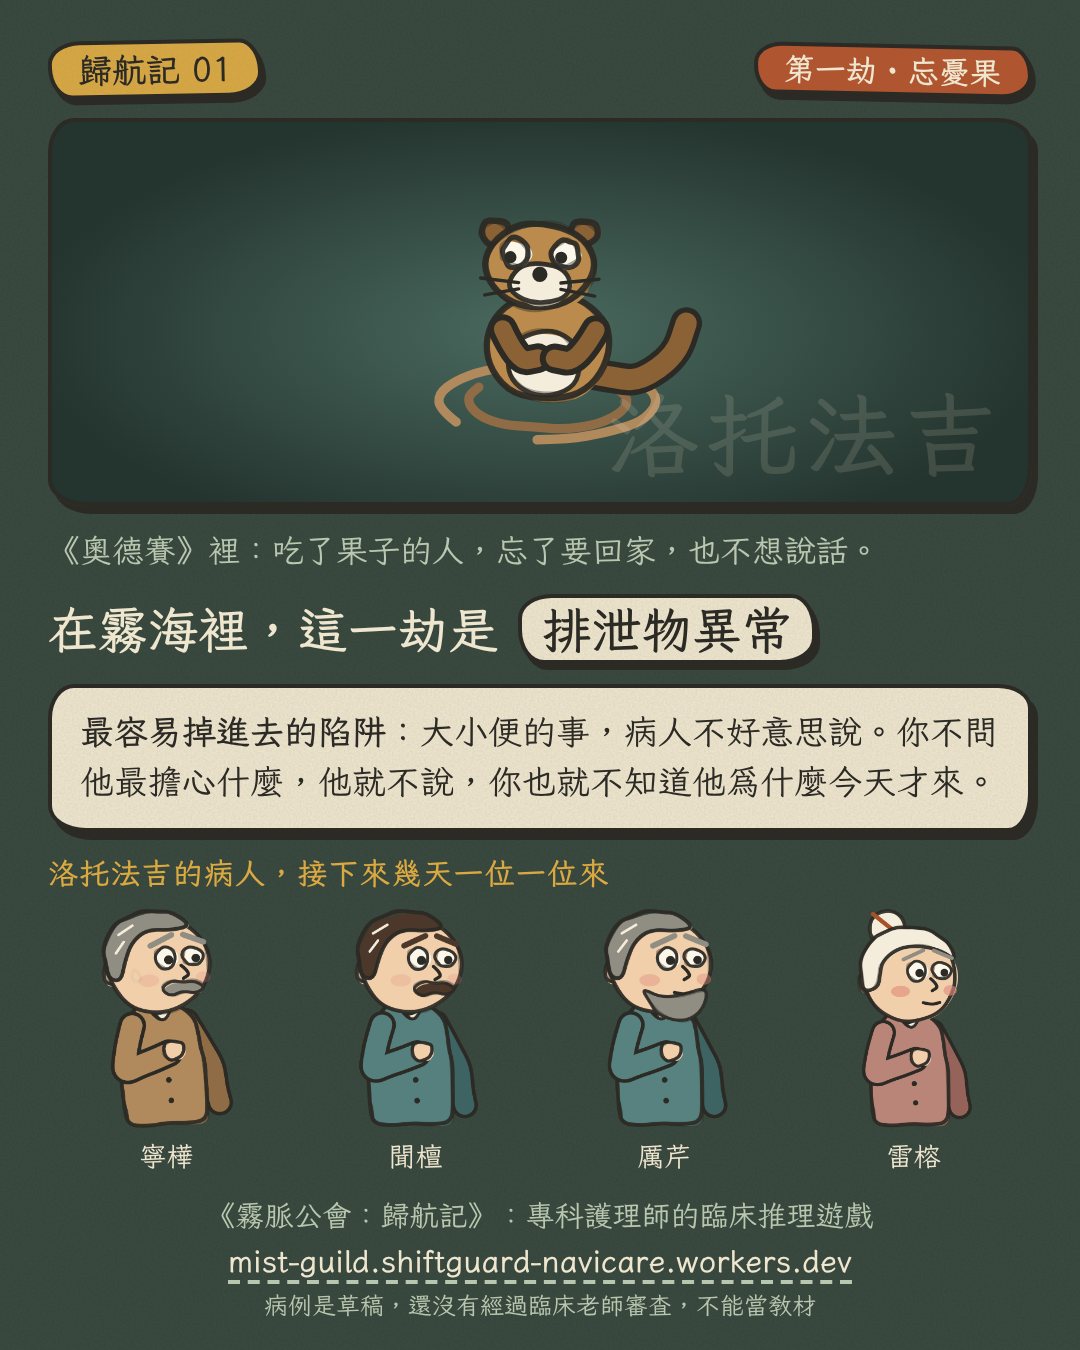 歸航記 01
第一劫・忘憂果
洛托法吉
《奧德賽》裡：吃了果子的人，忘了要回家，也不想說話。
在霧海裡，這一劫是 排泄物異常
最容易掉進去的陷阱：大小便的事，病人不好意思說。你不問
他最擔心什麼，他就不說，你也就不知道他爲什麼今天才來。
洛托法吉的病人，接下來幾天一位一位來
寧樺
聞檀
厲芹
雷榕
《霧脈公會：歸航記》：專科護理師的臨床推理遊戲
mist-guild.shiftguard-navicare.workers.dev
病例是草稿，還沒有經過臨床老師審查，不能當教材